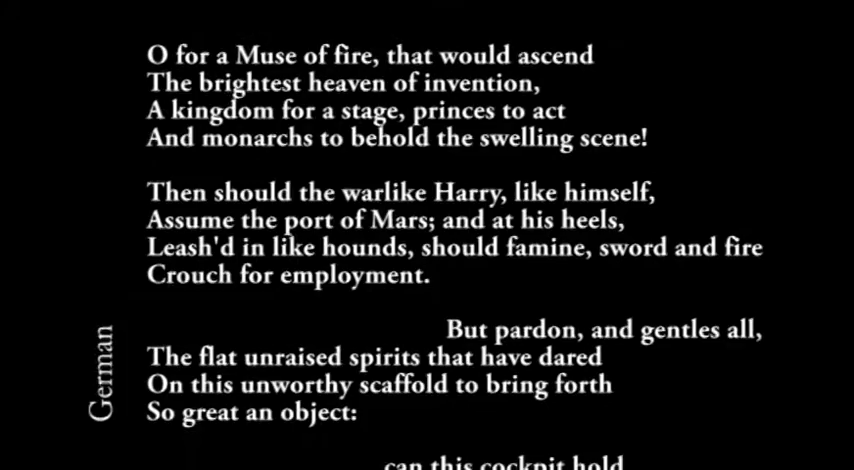 O for a Muse of fire, that would ascend
The brightest heaven of invention,
A kingdom for a stage, princes to act
And monarchs to behold the swelling scene!
Then should the warlike Harry, like himself,
Assume the port of Mars; and at his heels,
Leash'd in like hounds, should famine, sword and fire
Crouch for employment.
But pardon, and gentles all,
The flat unraised spirits that have dared
On this unworthy scaffold to bring forth
So great an object:
can this cockpit hold
German